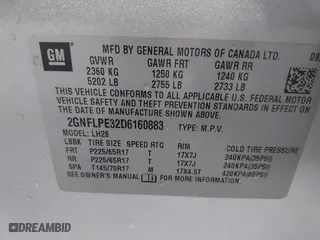 GM
MFD BY GENERAL MOTORS OF CANADA LTD.
GVWR GAWR FRT GAWR RR
2360 KG 1250 KG 1240 KG
5202 LB 2755 LB 2733 LB
THIS VEHICLE CONFORMS TO ALL APPLICABLE U.S. FEDERAL
MOTOR VEHICLE SAFETY, BUMPER, AND THEFT PREVENTION
STANDARDS IN EFFECT ON THE DATE OF MANUFACTURE SHOWN
ABOVE.
2GNFLPE32D6160883 TYPE: M.P.V.
MODEL: LH26
LBBK TIRE SIZE SPEED RTG RIM COLD TIRE PRESSURE
FRT P225/65R17 T 17X7J 240KPA(35PSI)
RR P225/65R17 T 17X7J 240KPA(35PSI)
SPA T145/70R17 M 17X4.5T 420KPA(60PSI)
SEE OWNER'S MANUAL
AUTOBIDMASTER